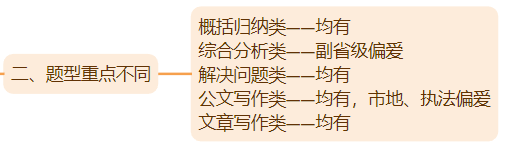 二、题型重点不同
概括归纳类——均有
综合分析类——副省级偏爱
解决问题类——均有
公文写作类——均有，市地、执法偏爱
文章写作类——均有